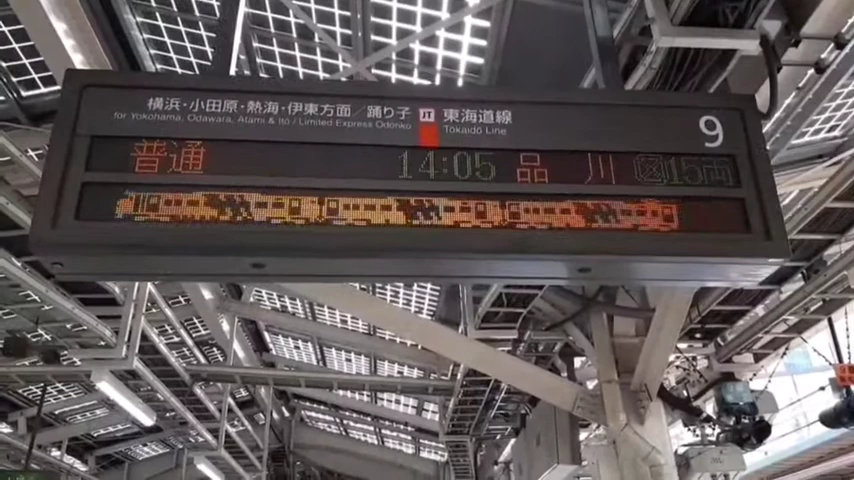 横浜・小田原・熱海・伊東方面／踊り子 JT 東海道線 9
for Yokohama, Odawara, Atami & Ito / Limited Express Odoriko TŌKAIDŌ LINE
普通 14:05 品川 15両